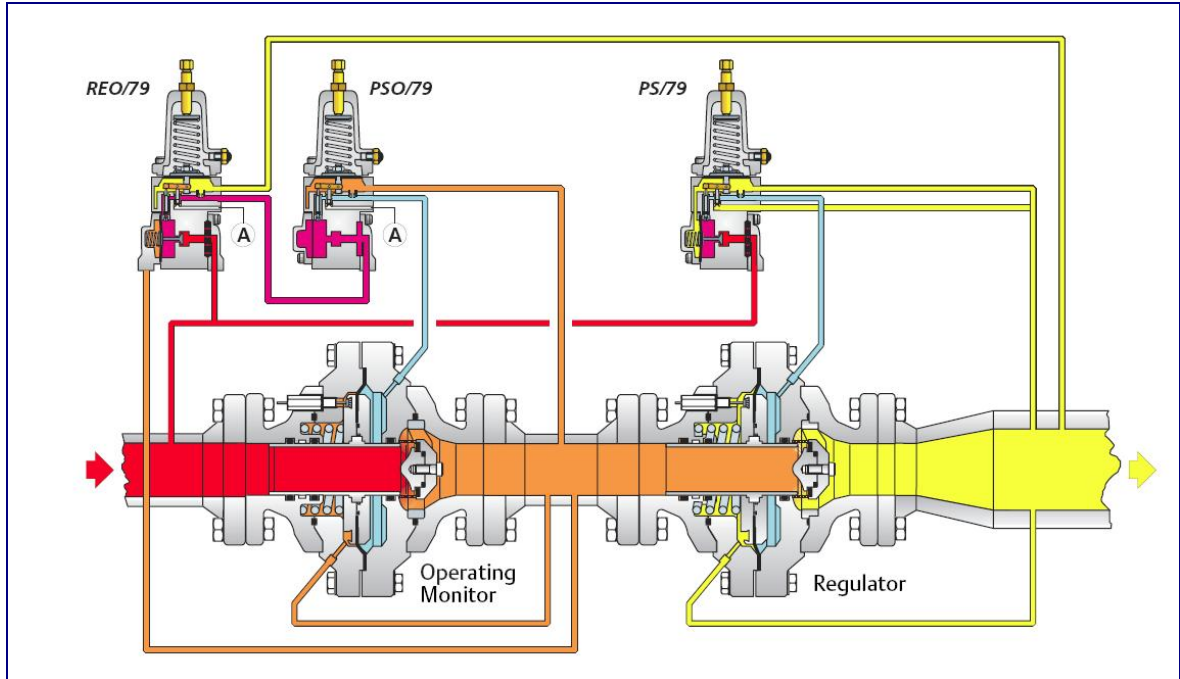 REO/79
PSO/79
PS/79
A
A
Operating
Monitor
Regulator